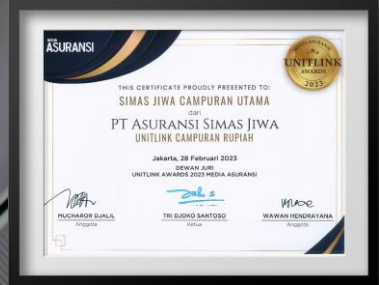 MEDIA
ASURANSI
MEDIA ASURANSI
UNITLINK
AWARDS
2023
THIS CERTIFICATE PROUDLY PRESENTED TO:
SIMAS JIWA CAMPURAN UTAMA
dari
PT ASURANSI SIMAS JIWA
UNITLINK CAMPURAN RUPIAH
Jakarta, 28 Februari 2023
DEWAN JURI
UNITLINK AWARDS 2023 MEDIA ASURANSI
MUCHAROR DJALIL
Anggota
TRI DJOKO SANTOSO
Ketua
WAWAN HENDRAYANA
Anggota